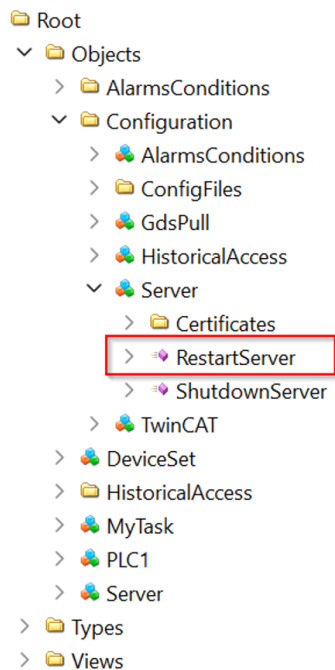 Root
Objects
AlarmsConditions
Configuration
AlarmsConditions
ConfigFiles
GdsPull
HistoricalAccess
Server
Certificates
RestartServer
ShutdownServer
TwinCAT
DeviceSet
HistoricalAccess
MyTask
PLC1
Server
Types
Views